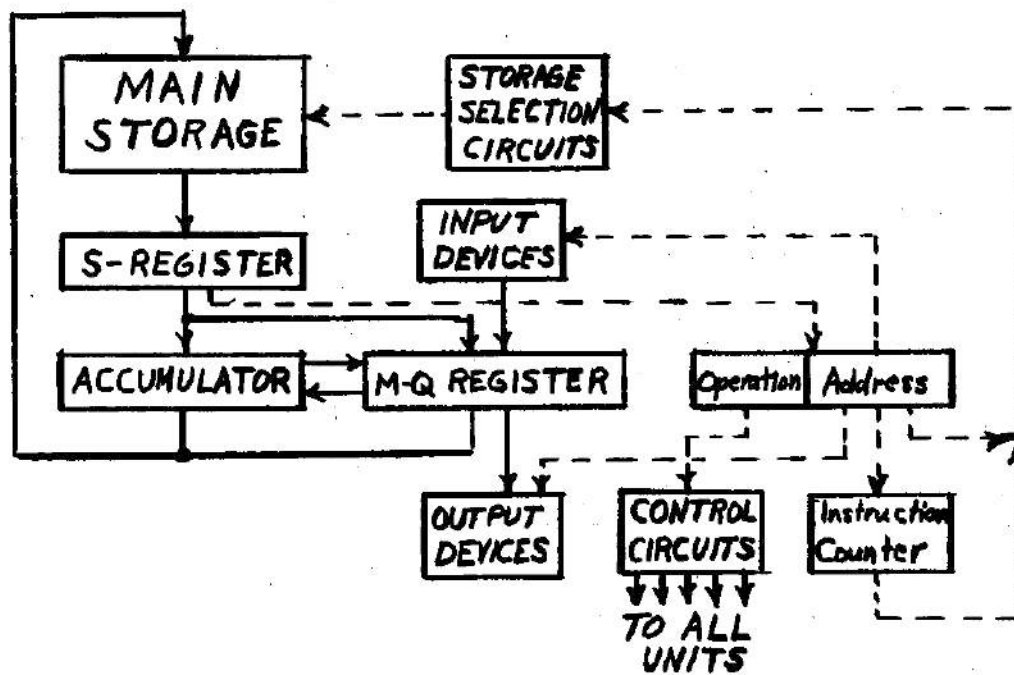 MAIN
STORAGE
STORAGE
SELECTION
CIRCUITS
INPUT
DEVICES
S-REGISTER
ACCUMULATOR
M-Q REGISTER
Operation
Address
OUTPUT
DEVICES
CONTROL
CIRCUITS
Instruction
Counter
TO ALL
UNITS